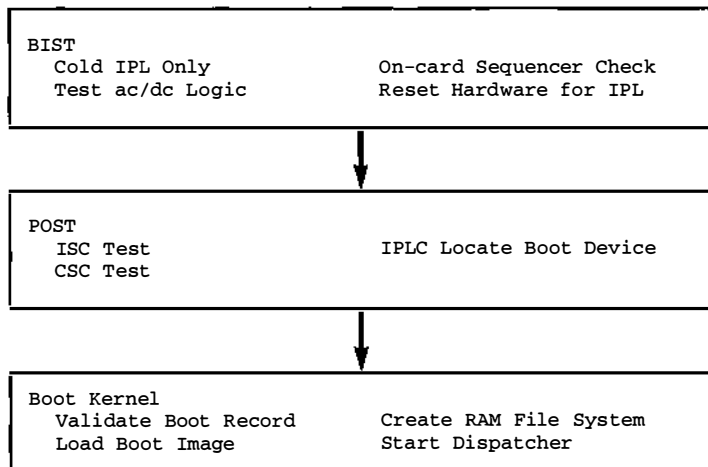 BIST
Cold IPL Only On-card Sequencer Check
Test ac/dc Logic Reset Hardware for IPL
POST
ISC Test IPLC Locate Boot Device
CSC Test
Boot Kernel
Validate Boot Record Create RAM File System
Load Boot Image Start Dispatcher